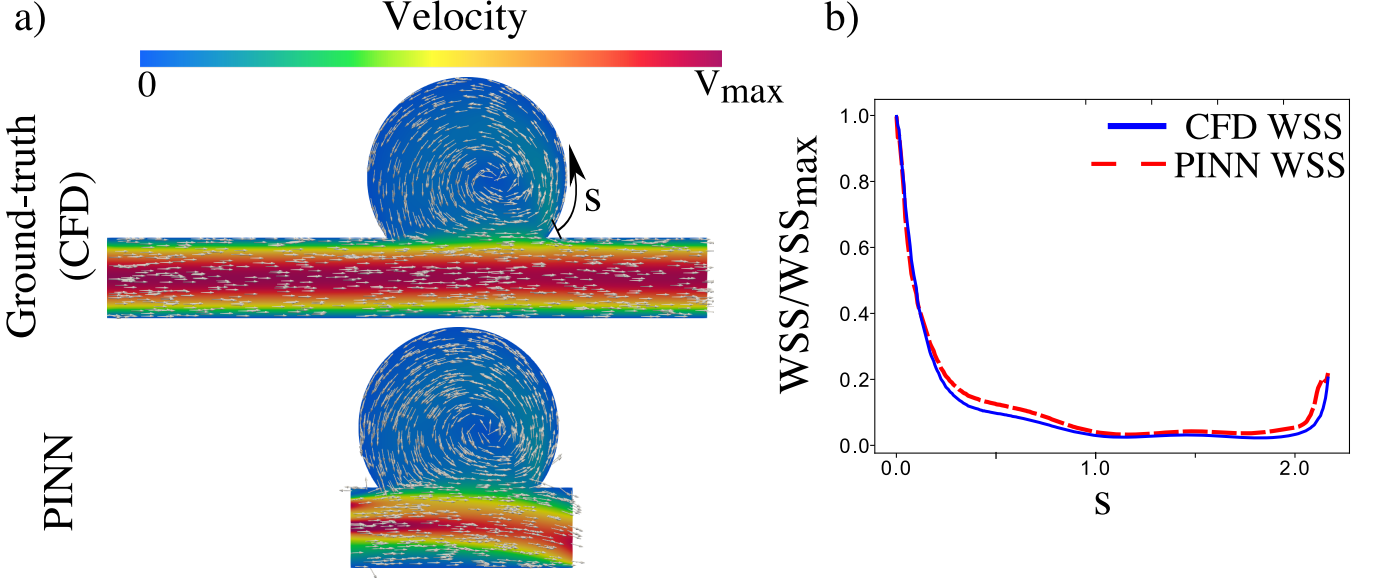 a)
Velocity
0
Vmax
Ground-truth
(CFD)
S
PINN
b)
CFD WSS
PINN WSS
WSS/WSSmax
1.0
0.8
0.6
0.4
0.2
0.0
0.0
1.0
2.0
S